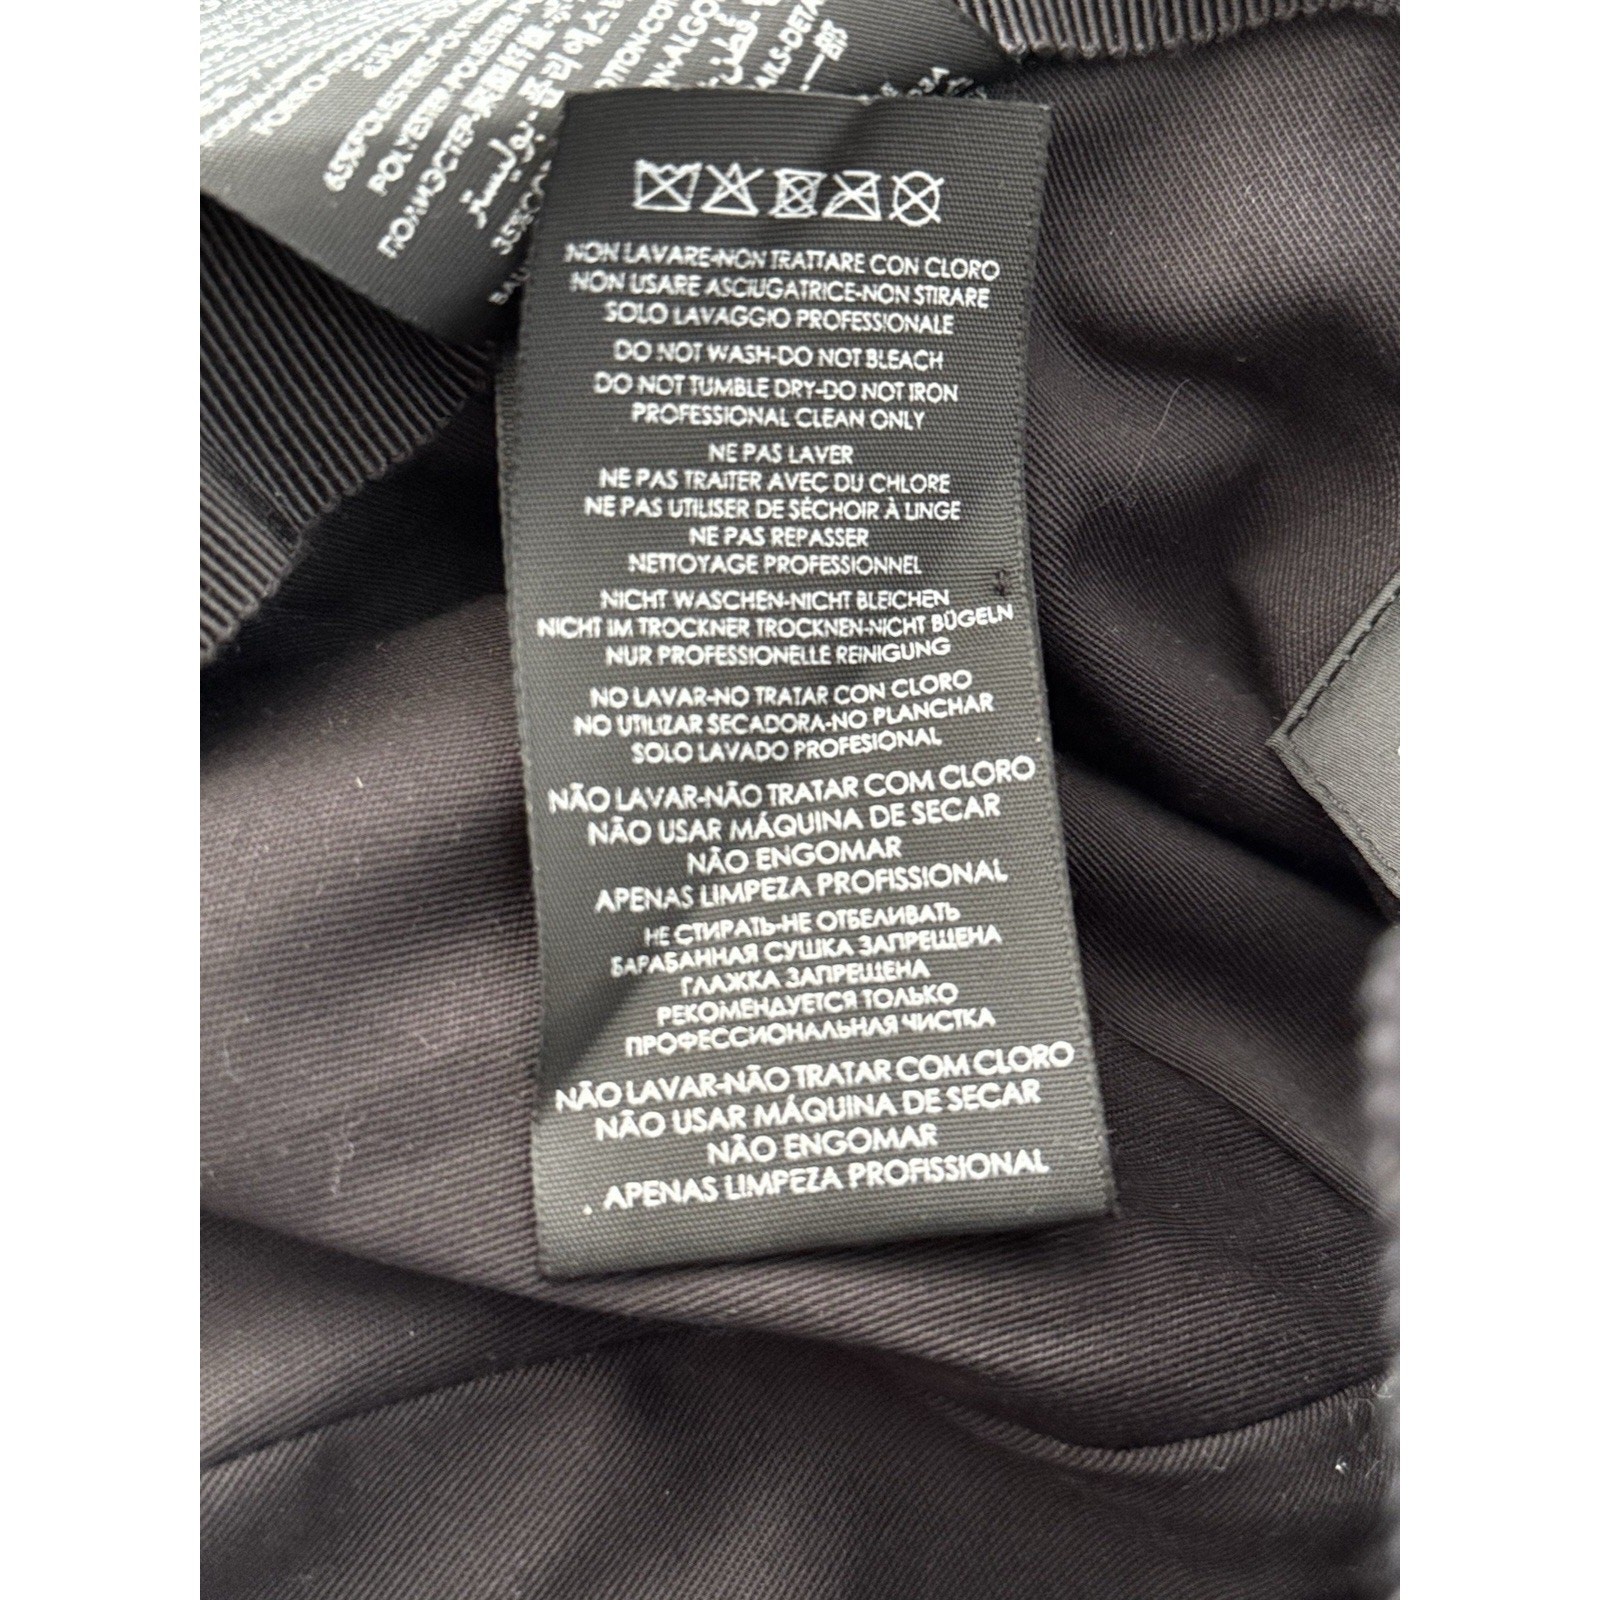 65%POLIESTERE-POLYESTER
POLYESTER-POLIÉSTER
ПОЛИЭСТЕР
NON LAVARE-NON TRATTARE CON CLORO
NON USARE ASCIUGATRICE-NON STIRARE
SOLO LAVAGGIO PROFESSIONALE
DO NOT WASH-DO NOT BLEACH
DO NOT TUMBLE DRY-DO NOT IRON
PROFESSIONAL CLEAN ONLY
NE PAS LAVER
NE PAS TRAITER AVEC DU CHLORE
NE PAS UTILISER DE SÉCHOIR À LINGE
NE PAS REPASSER
NETTOYAGE PROFESSIONNEL
NICHT WASCHEN-NICHT BLEICHEN
NICHT IM TROCKNER TROCKNEN-NICHT BÜGELN
NUR PROFESSIONELLE REINIGUNG
NO LAVAR-NO TRATAR CON CLORO
NO UTILIZAR SECADORA-NO PLANCHAR
SOLO LAVADO PROFESIONAL
NÃO LAVAR-NÃO TRATAR COM CLORO
NÃO USAR MÁQUINA DE SECAR
NÃO ENGOMAR
APENAS LIMPEZA PROFISSIONAL
НЕ СТИРАТЬ-НЕ ОТБЕЛИВАТЬ
БАРАБАННАЯ СУШКА ЗАПРЕЩЕНА
ГЛАЖКА ЗАПРЕЩЕНА
РЕКОМЕНДУЕТСЯ ТОЛЬКО
ПРОФЕССИОНАЛЬНАЯ ЧИСТКА
NÃO LAVAR-NÃO TRATAR COM CLORO
NÃO USAR MÁQUINA DE SECAR
NÃO ENGOMAR
. APENAS LIMPEZA PROFISSIONAL